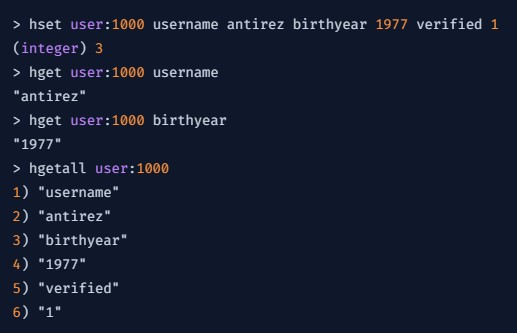 > hset user:1000 username antirez birthyear 1977 verified 1
(integer) 3
> hget user:1000 username
"antirez"
> hget user:1000 birthyear
"1977"
> hgetall user:1000
1) "username"
2) "antirez"
3) "birthyear"
4) "1977"
5) "verified"
6) "1"